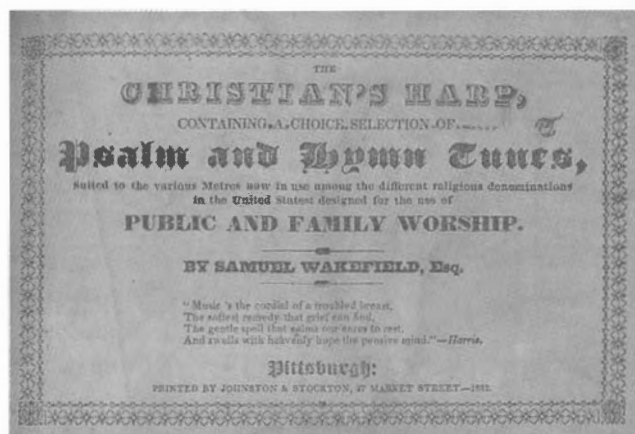 THE
CHRISTIAN'S HARP,
CONTAINING A CHOICE SELECTION OF
Psalm and Hymn Tunes,
Suited to the various Metres now in use among the different religious denominations
in the United States: designed for the use of
PUBLIC AND FAMILY WORSHIP.
BY SAMUEL WAKEFIELD, Esq.
"Music 's the cordial of a troubled breast,
The softest remedy that grief can find,
The gentle spell that calms our cares to rest,
And swells with heavenly hope the pensive mind."—Harris.
Pittsburgh:
PRINTED BY JOHNSTON & STOCKTON, 37 MARKET STREET—1832.